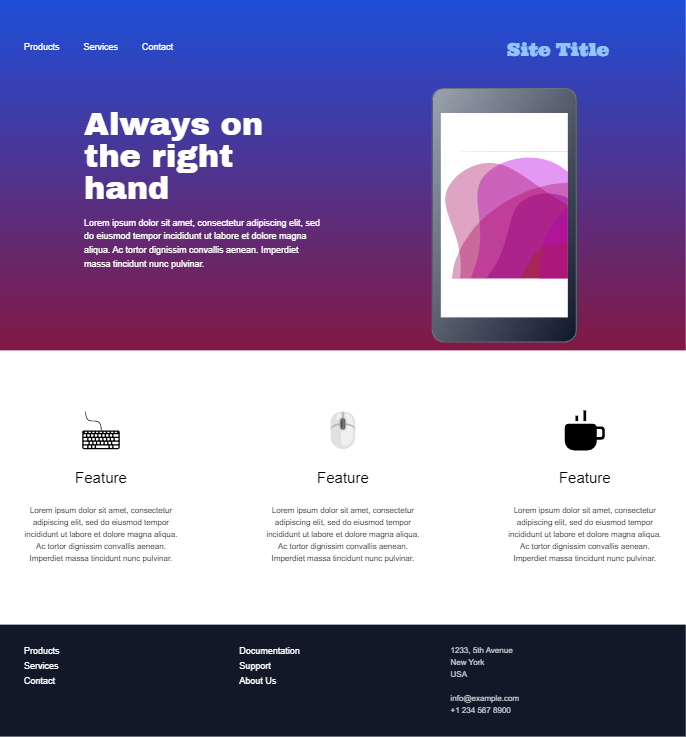 Products Services Contact Site Title
Always on
the right
hand
Lorem ipsum dolor sit amet, consectetur adipiscing elit, sed
do eiusmod tempor incididunt ut labore et dolore magna
aliqua. Ac tortor dignissim convallis aenean. Imperdiet
massa tincidunt nunc pulvinar.
Feature
Lorem ipsum dolor sit amet, consectetur
adipiscing elit, sed do eiusmod tempor
incididunt ut labore et dolore magna aliqua.
Ac tortor dignissim convallis aenean.
Imperdiet massa tincidunt nunc pulvinar.
Feature
Lorem ipsum dolor sit amet, consectetur
adipiscing elit, sed do eiusmod tempor
incididunt ut labore et dolore magna aliqua.
Ac tortor dignissim convallis aenean.
Imperdiet massa tincidunt nunc pulvinar.
Feature
Lorem ipsum dolor sit amet, consectetur
adipiscing elit, sed do eiusmod tempor
incididunt ut labore et dolore magna aliqua.
Ac tortor dignissim convallis aenean.
Imperdiet massa tincidunt nunc pulvinar.
Products
Services
Contact
Documentation
Support
About Us
1233, 5th Avenue
New York
USA
info@example.com
+1 234 567 8900